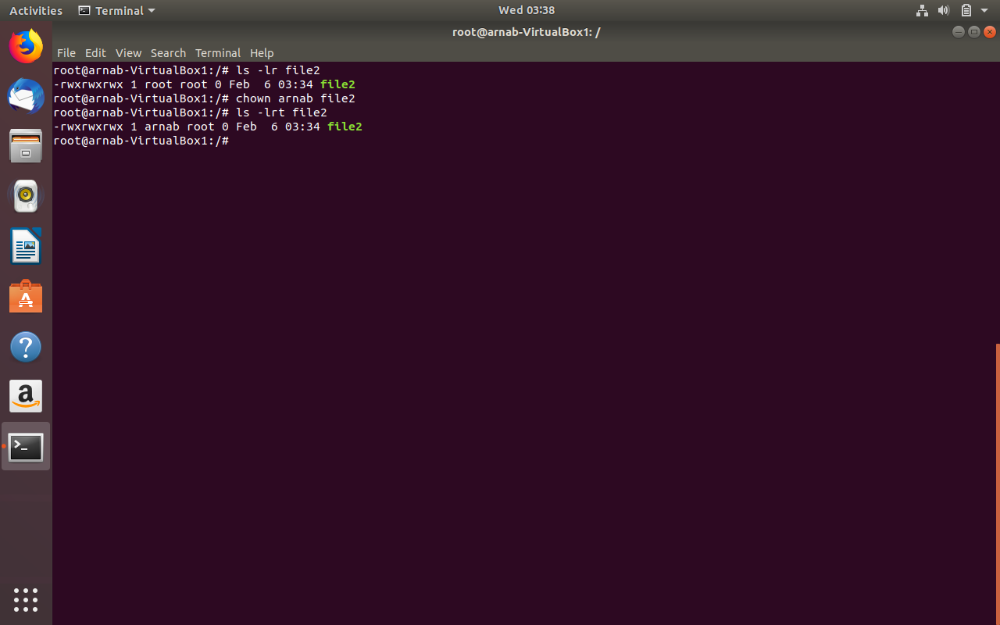 Activities Terminal Wed 03:38
root@arnab-VirtualBox1: /
File Edit View Search Terminal Help
root@arnab-VirtualBox1:/# ls -lr file2
-rwxrwxrwx 1 root root 0 Feb  6 03:34 file2
root@arnab-VirtualBox1:/# chown arnab file2
root@arnab-VirtualBox1:/# ls -lrt file2
-rwxrwxrwx 1 arnab root 0 Feb  6 03:34 file2
root@arnab-VirtualBox1:/#